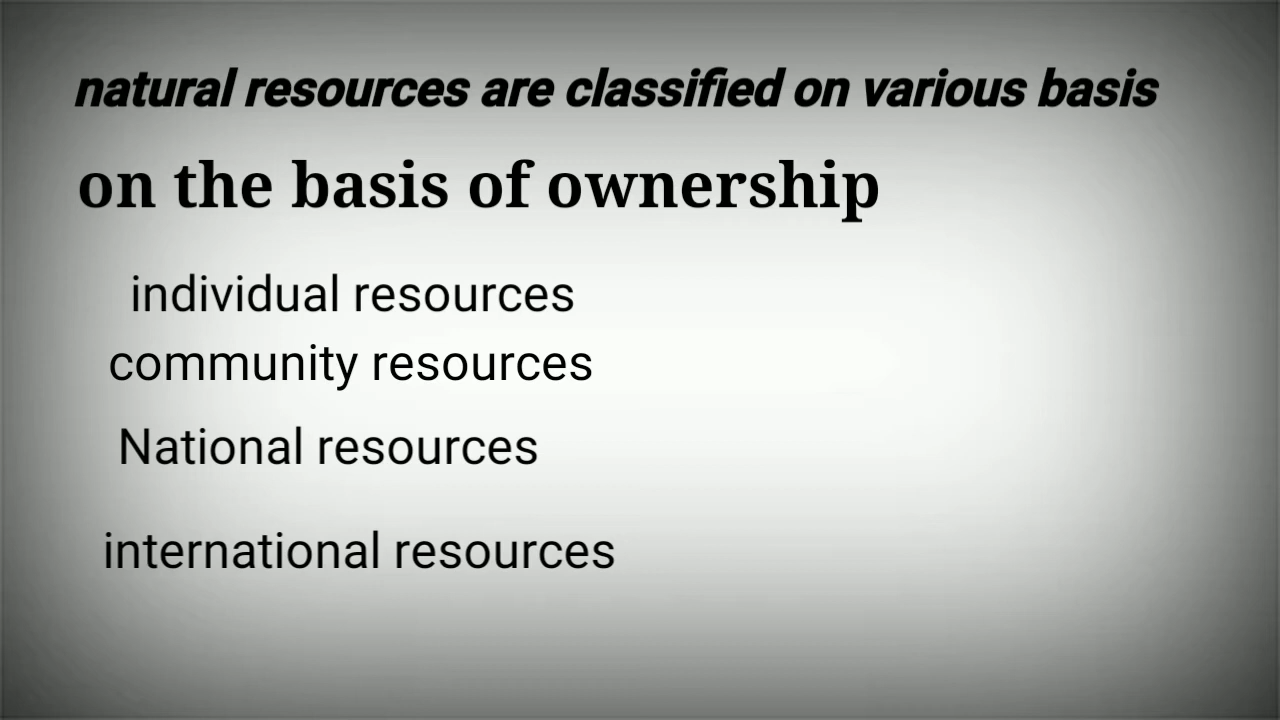 natural resources are classified on various basis
on the basis of ownership
individual resources
community resources
National resources
international resources